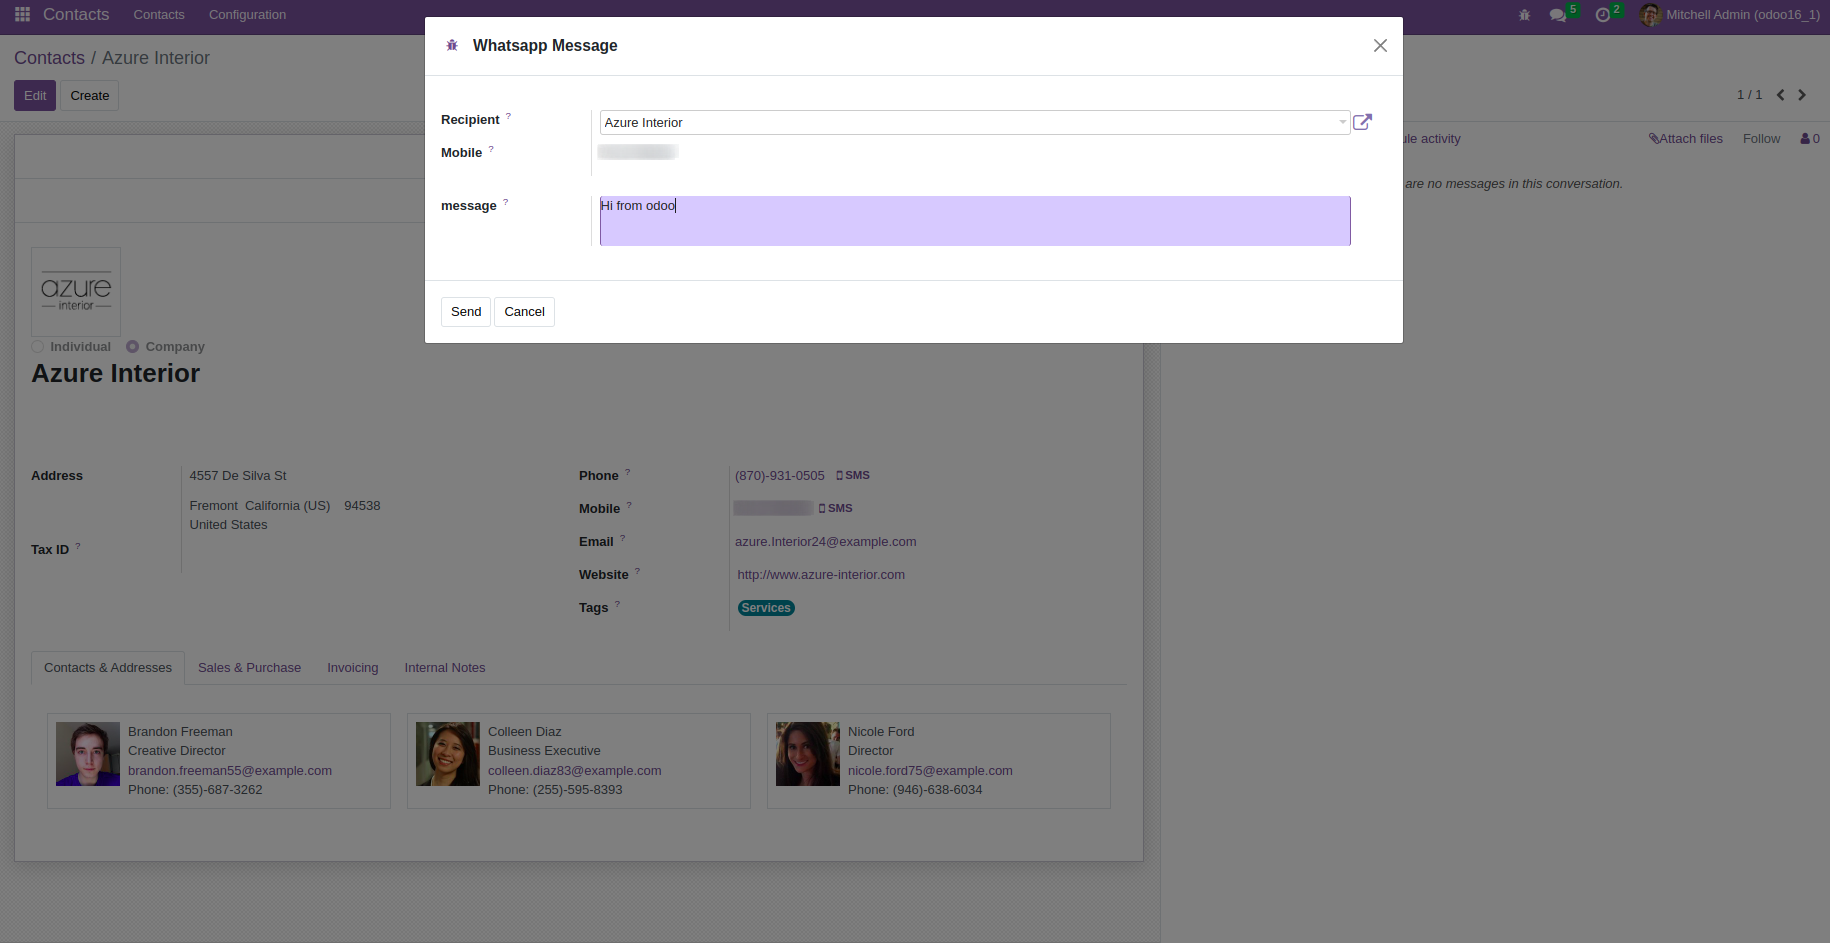 Contacts Contacts Configuration 5 2 Mitchell Admin (odoo16_1)
Whatsapp Message
Contacts / Azure Interior
Edit Create
1 / 1
Recipient ? Azure Interior
Mobile ?
message ? Hi from odoo
Send Cancel
ule activity Attach files Follow 0
are no messages in this conversation.
azure
interior
Individual Company
Azure Interior
Address 4557 De Silva St
Fremont California (US) 94538
United States
Tax ID ?
Phone ? (870)-931-0505 SMS
Mobile ? SMS
Email ? azure.Interior24@example.com
Website ? http://www.azure-interior.com
Tags ? Services
Contacts & Addresses Sales & Purchase Invoicing Internal Notes
Brandon Freeman
Creative Director
brandon.freeman55@example.com
Phone: (355)-687-3262
Colleen Diaz
Business Executive
colleen.diaz83@example.com
Phone: (255)-595-8393
Nicole Ford
Director
nicole.ford75@example.com
Phone: (946)-638-6034